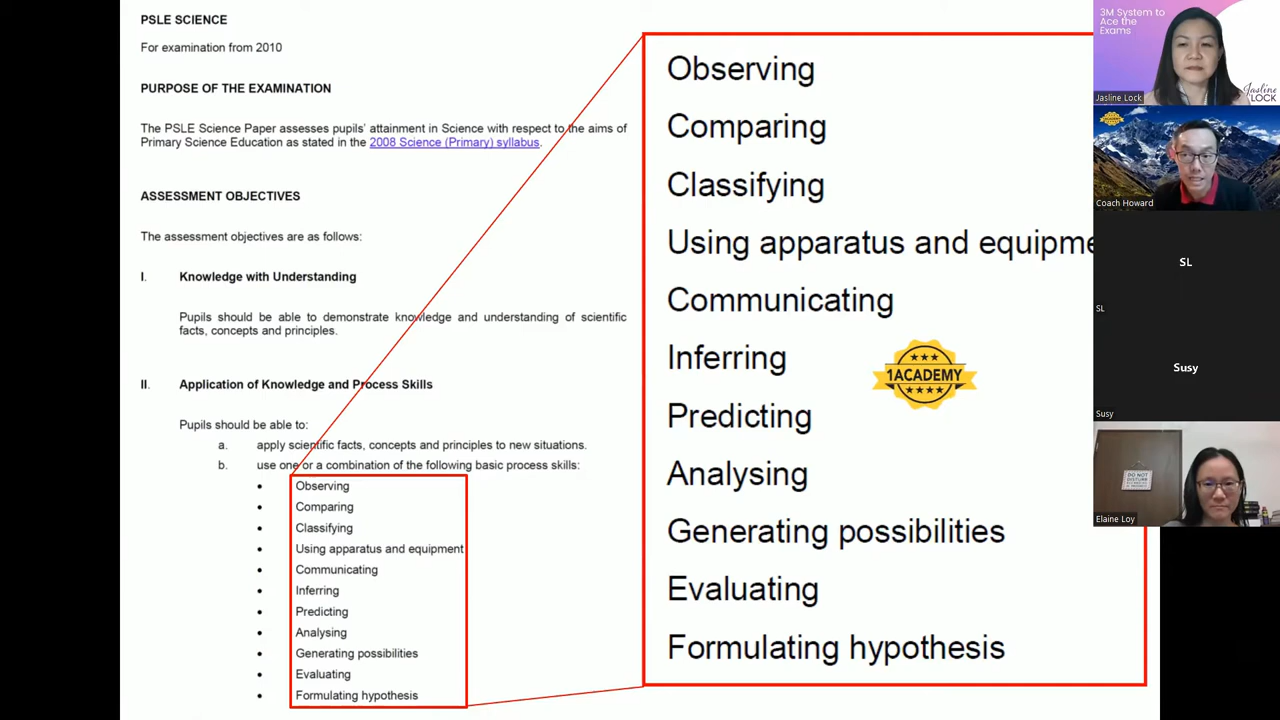 PSLE SCIENCE
For examination from 2010
PURPOSE OF THE EXAMINATION
The PSLE Science Paper assesses pupils' attainment in Science with respect to the aims of
Primary Science Education as stated in the 2008 Science (Primary) syllabus.
ASSESSMENT OBJECTIVES
The assessment objectives are as follows:
I. Knowledge with Understanding
Pupils should be able to demonstrate knowledge and understanding of scientific
facts, concepts and principles.
II. Application of Knowledge and Process Skills
Pupils should be able to:
a. apply scientific facts, concepts and principles to new situations.
b. use one or a combination of the following basic process skills:
• Observing
• Comparing
• Classifying
• Using apparatus and equipment
• Communicating
• Inferring
• Predicting
• Analysing
• Generating possibilities
• Evaluating
• Formulating hypothesis
Observing
Comparing
Classifying
Using apparatus and equipme
Communicating
Inferring
Predicting
Analysing
Generating possibilities
Evaluating
Formulating hypothesis
1ACADEMY
3M System to
Ace the
Exams
Jasline
LOCK
Jasline Lock
Coach Howard
SL
SL
Susy
Susy
DO NOT
DISTURB
Elaine Loy